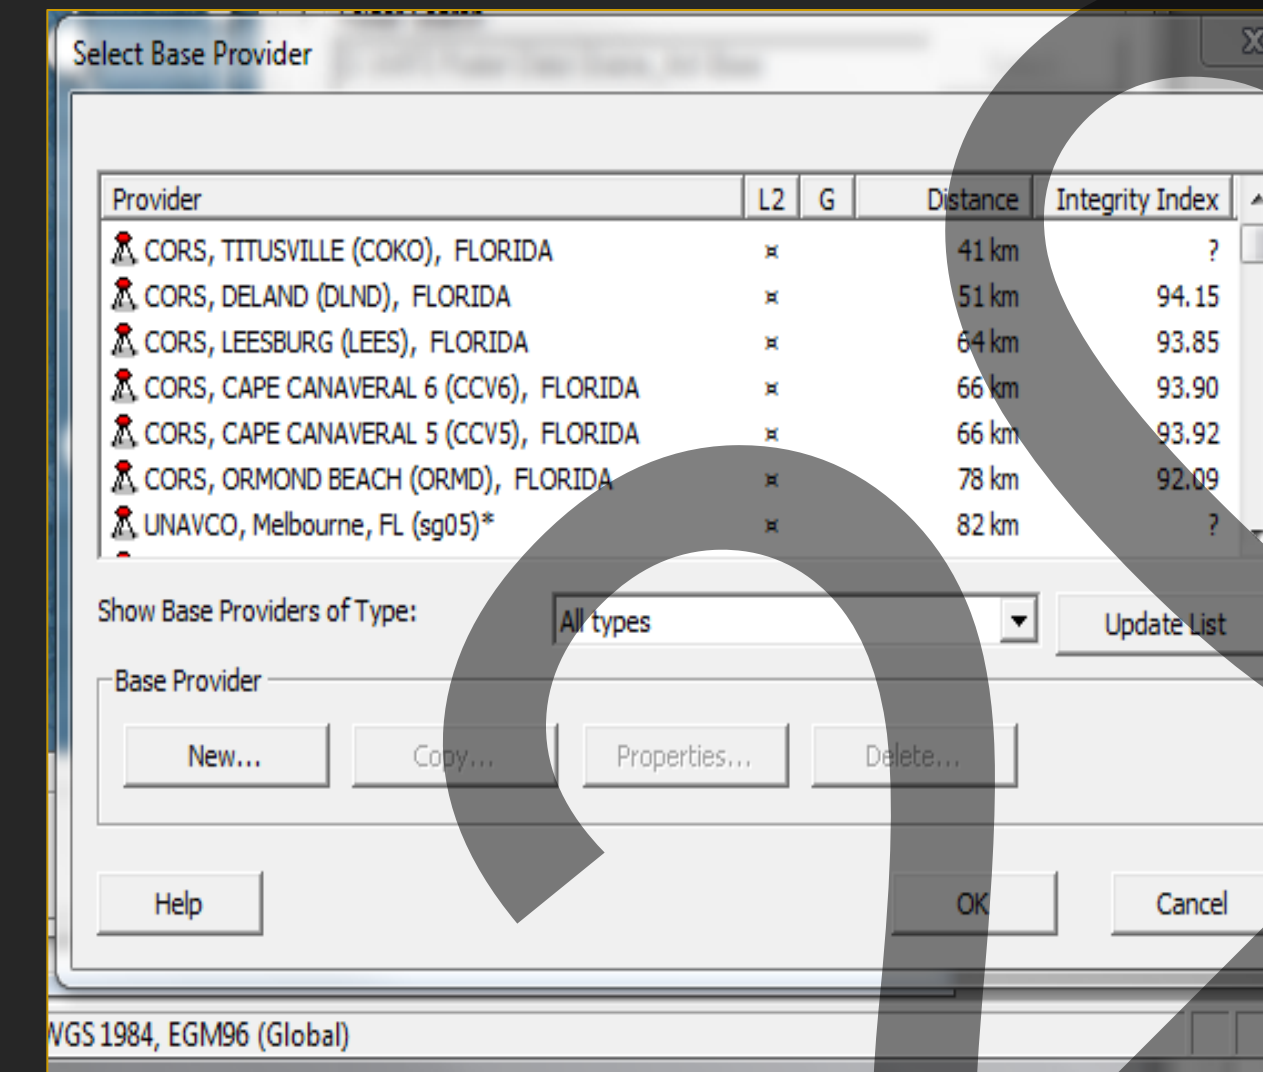 Select Base Provider
Provider L2 G Distance Integrity Index
CORS, TITUSVILLE (COKO), FLORIDA ¤ 41 km ?
CORS, DELAND (DLND), FLORIDA ¤ 51 km 94.15
CORS, LEESBURG (LEES), FLORIDA ¤ 64 km 93.85
CORS, CAPE CANAVERAL 6 (CCV6), FLORIDA ¤ 66 km 93.90
CORS, CAPE CANAVERAL 5 (CCV5), FLORIDA ¤ 66 km 93.92
CORS, ORMOND BEACH (ORMD), FLORIDA ¤ 78 km 92.09
UNAVCO, Melbourne, FL (sg05)* ¤ 82 km ?
Show Base Providers of Type: All types Update List
Base Provider
New... Copy... Properties... Delete...
Help OK Cancel
WGS 1984, EGM96 (Global)